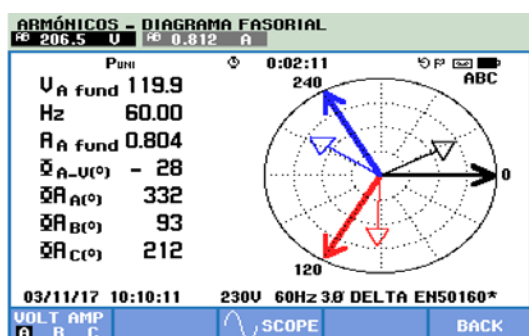 ARMÓNICOS – DIAGRAMA FASORIAL
AB 206.5 V AB 0.812 A
PUNI 0:02:11
ABC
VA fund 119.9
Hz 60.00
AA fund 0.804
ΦA-V(°) - 28
ΦAA(°) 332
ΦAB(°) 93
ΦAC(°) 212
240
0
120
03/11/17 10:10:11 230V 60Hz 3Ø DELTA EN50160*
VOLT AMP
A B C
SCOPE
BACK